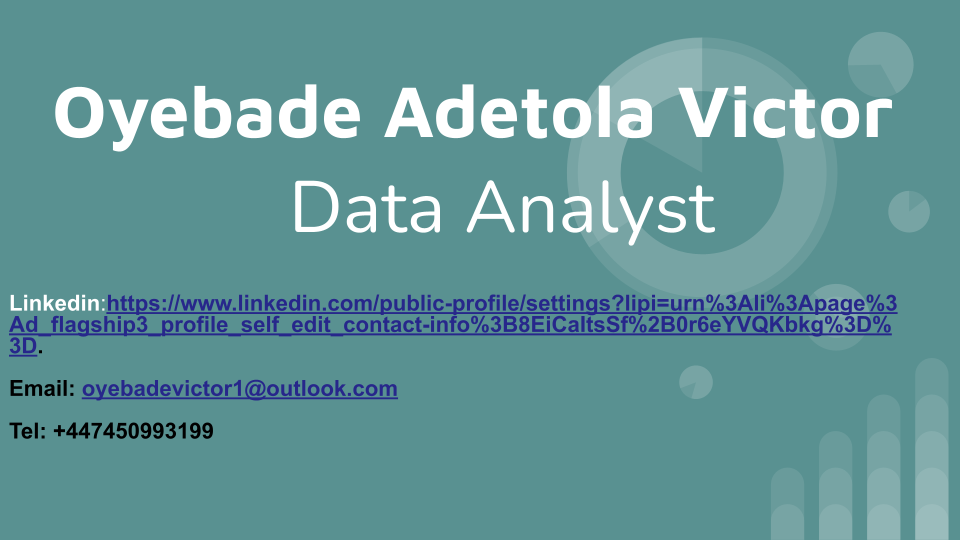 Oyebade Adetola Victor
Data Analyst
Linkedin:https://www.linkedin.com/public-profile/settings?lipi=urn%3Ali%3Apage%3
Ad_flagship3_profile_self_edit_contact-info%3B8EiCaltsSf%2B0r6eYVQKbkg%3D%
3D.
Email: oyebadevictor1@outlook.com
Tel: +447450993199